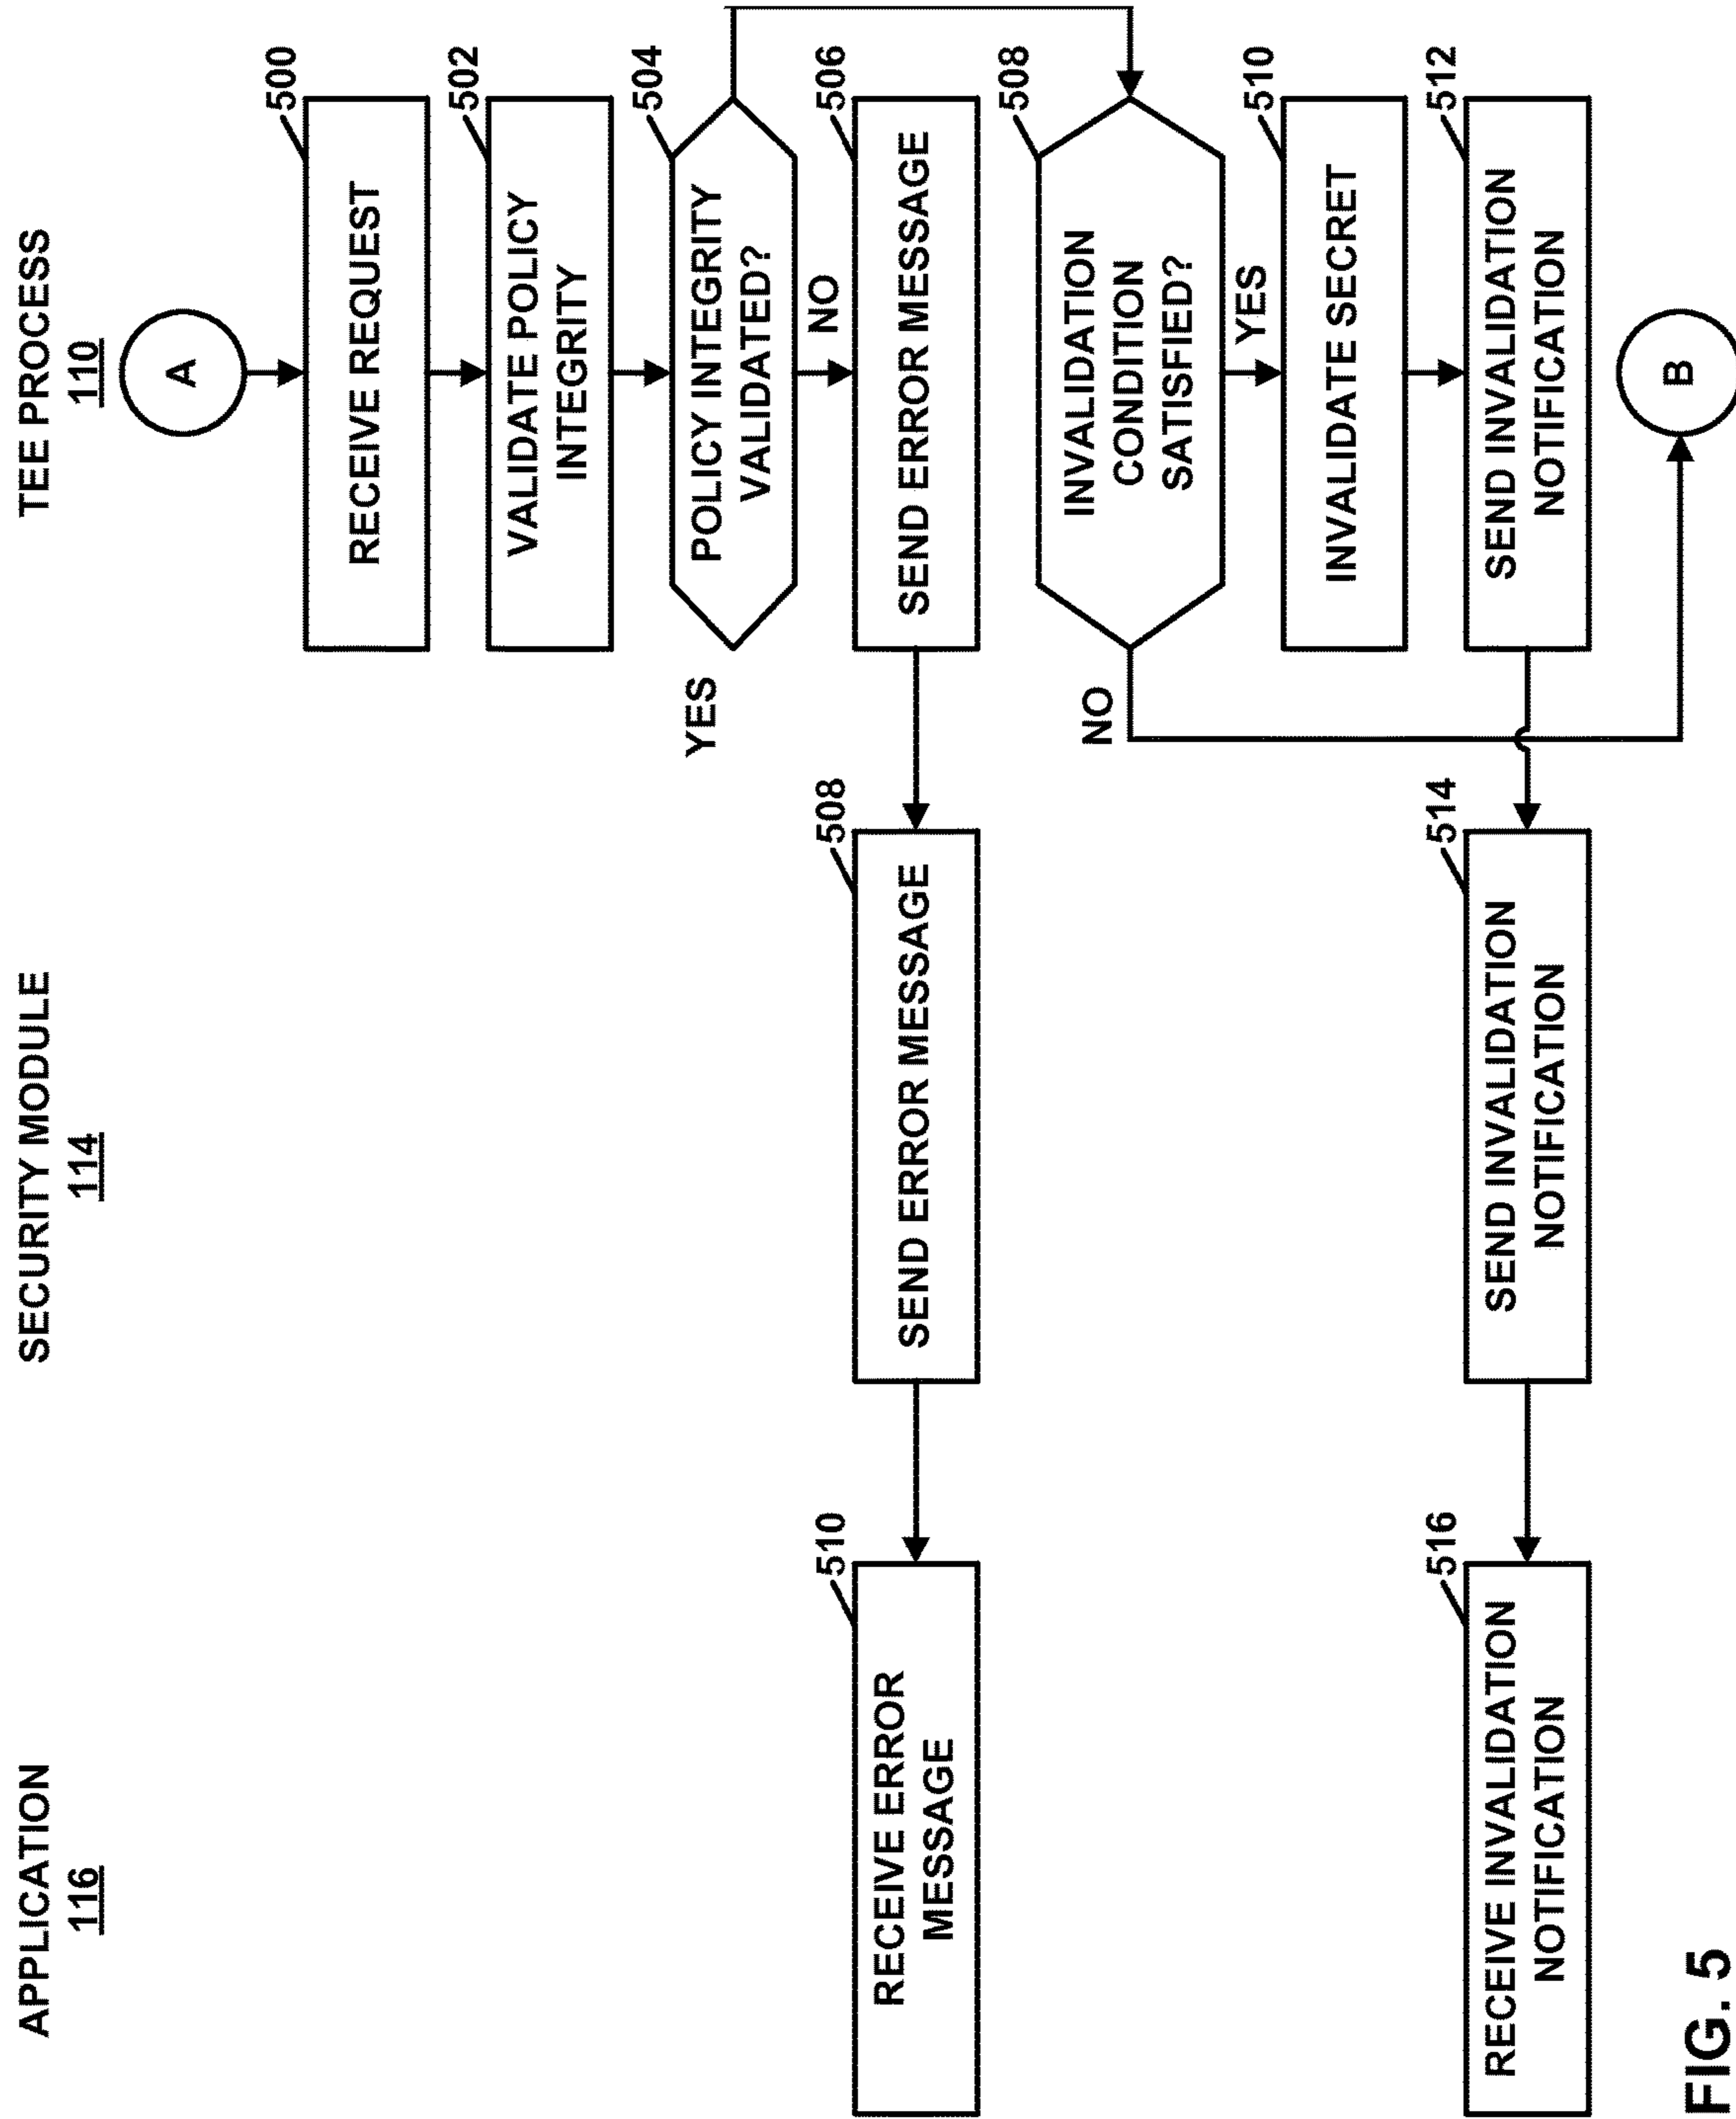 APPLICATION
116
SECURITY MODULE
114
TEE PROCESS
110
A
500
RECEIVE REQUEST
502
VALIDATE POLICY
INTEGRITY
504
POLICY INTEGRITY
VALIDATED?
YES
NO
510
RECEIVE ERROR
MESSAGE
508
SEND ERROR MESSAGE
506
SEND ERROR MESSAGE
508
INVALIDATION
CONDITION
SATISFIED?
NO
YES
510
INVALIDATE SECRET
516
RECEIVE INVALIDATION
NOTIFICATION
514
SEND INVALIDATION
NOTIFICATION
512
SEND INVALIDATION
NOTIFICATION
B
FIG. 5